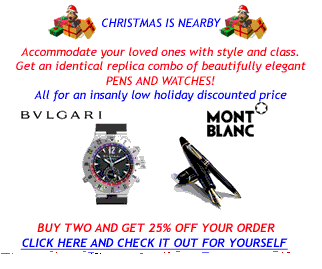 CHRISTMAS IS NEARBY
Accommodate your loved ones with style and class.
Get an identical replica combo of beautifully elegant
PENS AND WATCHES!
All for an insanly low holiday discounted price
BVLGARI
MONT
BLANC
BUY TWO AND GET 25% OFF YOUR ORDER
CLICK HERE AND CHECK IT OUT FOR YOURSELF